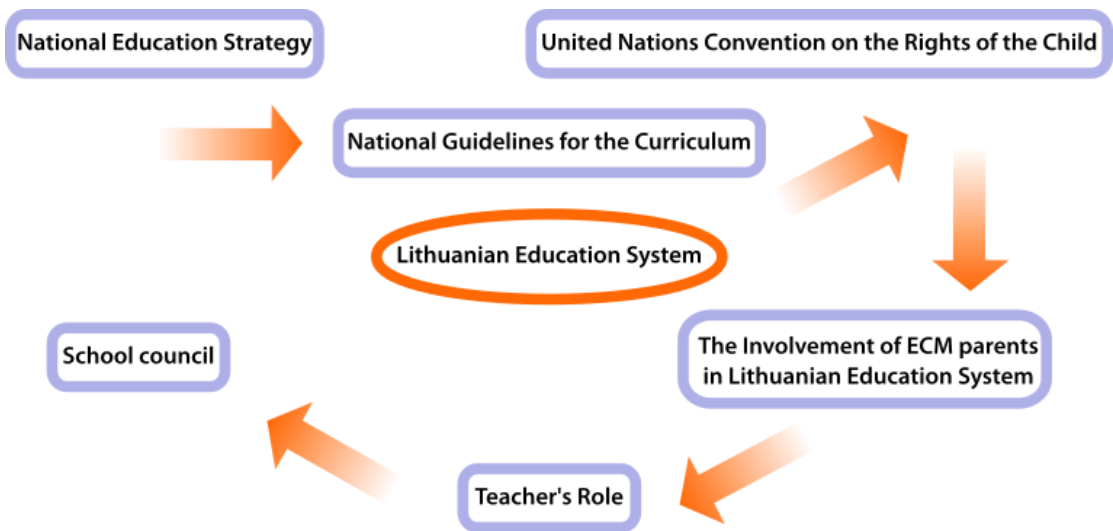 National Education Strategy
United Nations Convention on the Rights of the Child
National Guidelines for the Curriculum
Lithuanian Education System
School council
The Involvement of ECM parents
in Lithuanian Education System
Teacher's Role